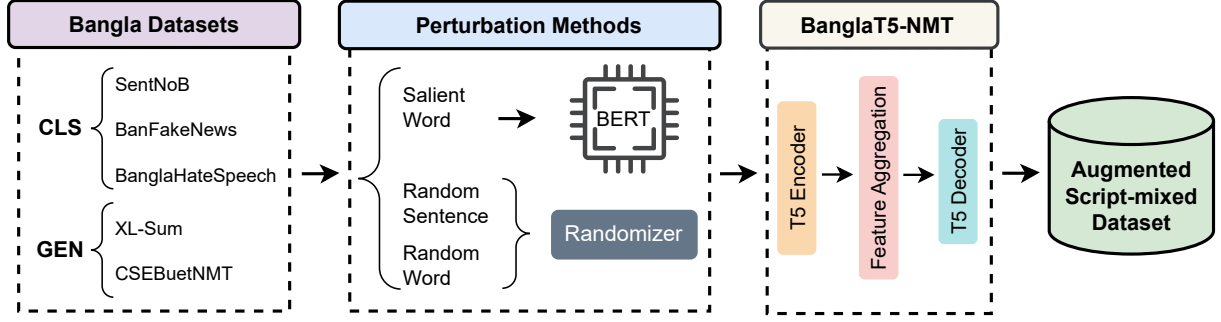 Bangla Datasets
CLS
SentNoB
BanFakeNews
BanglaHateSpeech
GEN
XL-Sum
CSEBuetNMT
Perturbation Methods
Salient
Word
BERT
Random
Sentence
Random
Word
Randomizer
BanglaT5-NMT
T5 Encoder
Feature Aggregation
T5 Decoder
Augmented
Script-mixed
Dataset